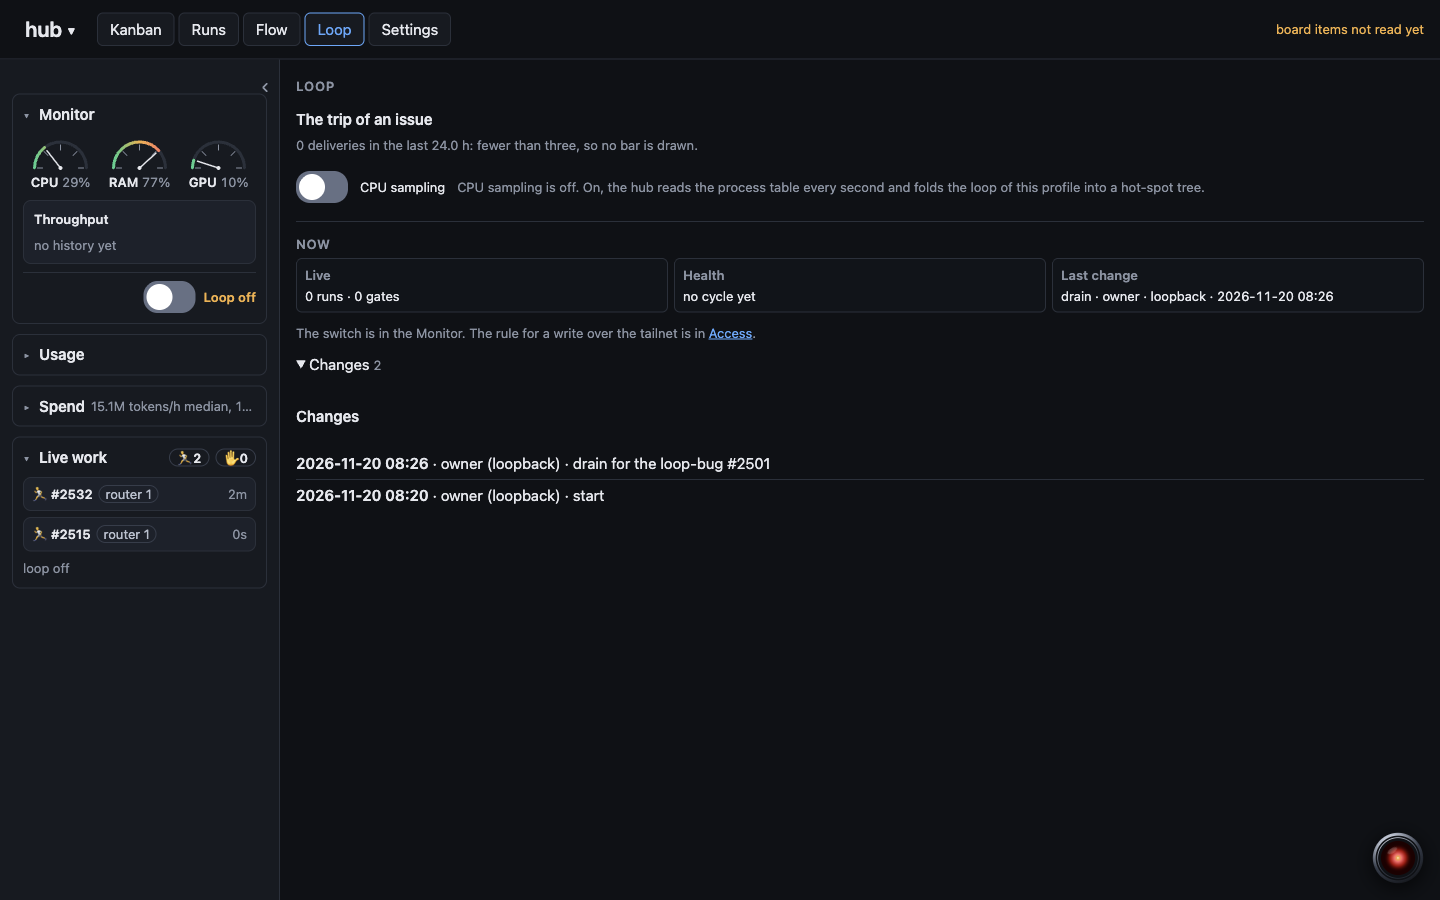 hub ▾ Kanban Runs Flow Loop Settings board items not read yet
Monitor
CPU 29% RAM 77% GPU 10%
Throughput
no history yet
Loop off
Usage
Spend 15.1M tokens/h median, 1...
Live work 2 0
#2532 router 1 2m
#2515 router 1 0s
loop off
LOOP
The trip of an issue
0 deliveries in the last 24.0 h: fewer than three, so no bar is drawn.
CPU sampling CPU sampling is off. On, the hub reads the process table every second and folds the loop of this profile into a hot-spot tree.
NOW
Live
0 runs · 0 gates
Health
no cycle yet
Last change
drain · owner · loopback · 2026-11-20 08:26
The switch is in the Monitor. The rule for a write over the tailnet is in Access.
▼ Changes 2
Changes
2026-11-20 08:26 · owner (loopback) · drain for the loop-bug #2501
2026-11-20 08:20 · owner (loopback) · start